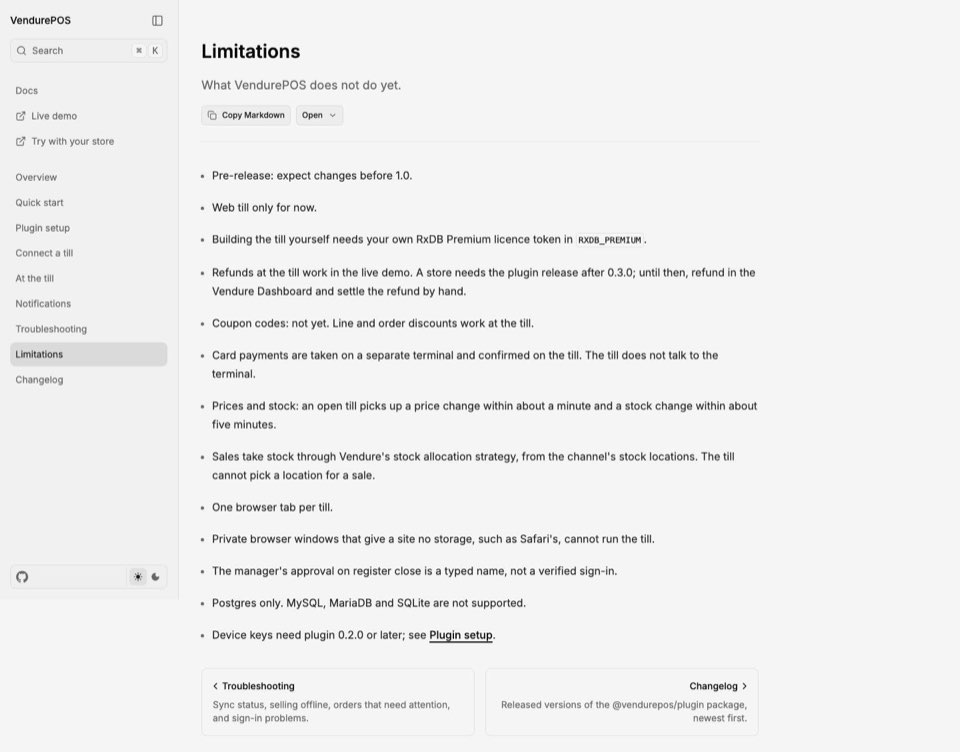 VendurePOS
Search ⌘ K
Docs
Live demo
Try with your store
Overview
Quick start
Plugin setup
Connect a till
At the till
Notifications
Troubleshooting
Limitations
Changelog
Limitations
What VendurePOS does not do yet.
Copy Markdown
Open
• Pre-release: expect changes before 1.0.
• Web till only for now.
• Building the till yourself needs your own RxDB Premium licence token in RXDB_PREMIUM.
• Refunds at the till work in the live demo. A store needs the plugin release after 0.3.0; until then, refund in the
Vendure Dashboard and settle the refund by hand.
• Coupon codes: not yet. Line and order discounts work at the till.
• Card payments are taken on a separate terminal and confirmed on the till. The till does not talk to the
terminal.
• Prices and stock: an open till picks up a price change within about a minute and a stock change within about
five minutes.
• Sales take stock through Vendure's stock allocation strategy, from the channel's stock locations. The till
cannot pick a location for a sale.
• One browser tab per till.
• Private browser windows that give a site no storage, such as Safari's, cannot run the till.
• The manager's approval on register close is a typed name, not a verified sign-in.
• Postgres only. MySQL, MariaDB and SQLite are not supported.
• Device keys need plugin 0.2.0 or later; see Plugin setup.
Troubleshooting
Sync status, selling offline, orders that need attention,
and sign-in problems.
Changelog
Released versions of the @vendurepos/plugin package,
newest first.